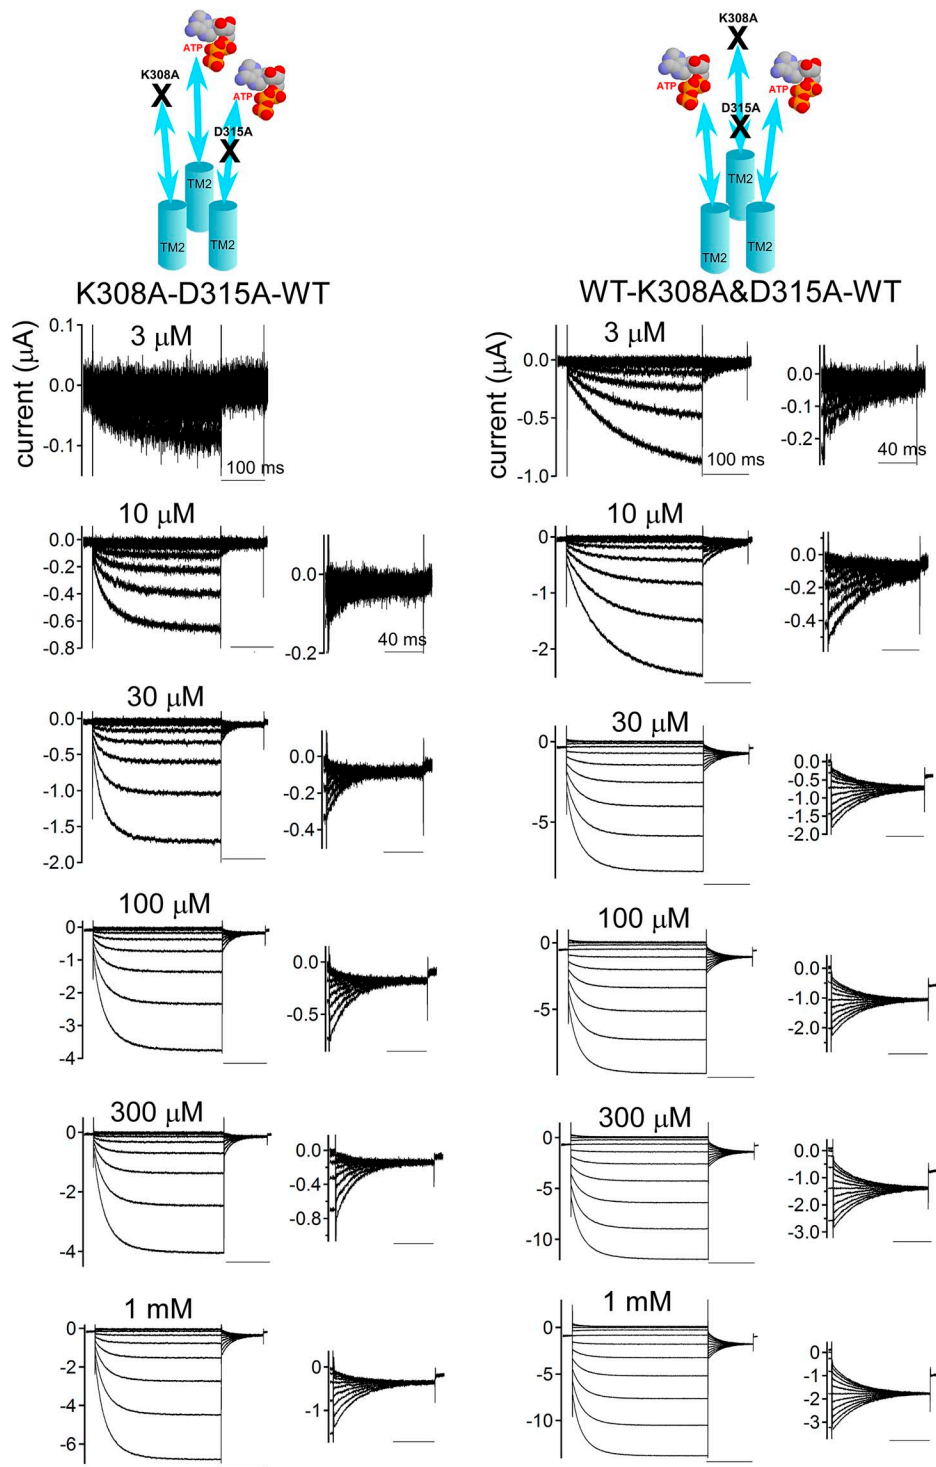 K308A
ATP
ATP
D315A
TM2
TM2
TM2
K308A-D315A-WT
K308A
ATP
ATP
D315A
TM2
TM2
TM2
WT-K308A&D315A-WT
current (μA)
3 μM
0.1
0.0
-0.1
100 ms
current (μA)
3 μM
0.0
-0.5
-1.0
100 ms
0.0
-0.1
-0.2
40 ms
10 μM
0.0
-0.2
-0.4
-0.6
-0.8
0.0
-0.2
40 ms
10 μM
0
-1
-2
0.0
-0.2
-0.4
30 μM
0.0
-0.5
-1.0
-1.5
-2.0
0.0
-0.2
-0.4
30 μM
0
-5
0.0
-0.5
-1.0
-1.5
-2.0
100 μM
0
-1
-2
-3
-4
0.0
-0.5
100 μM
0
-5
0.0
-1.0
-2.0
300 μM
0
-2
-4
0.0
-0.4
-0.8
300 μM
0
-5
-10
0.0
-1.0
-2.0
-3.0
1 mM
0
-2
-4
-6
0
-1
1 mM
0
-5
-10
0
-1
-2
-3